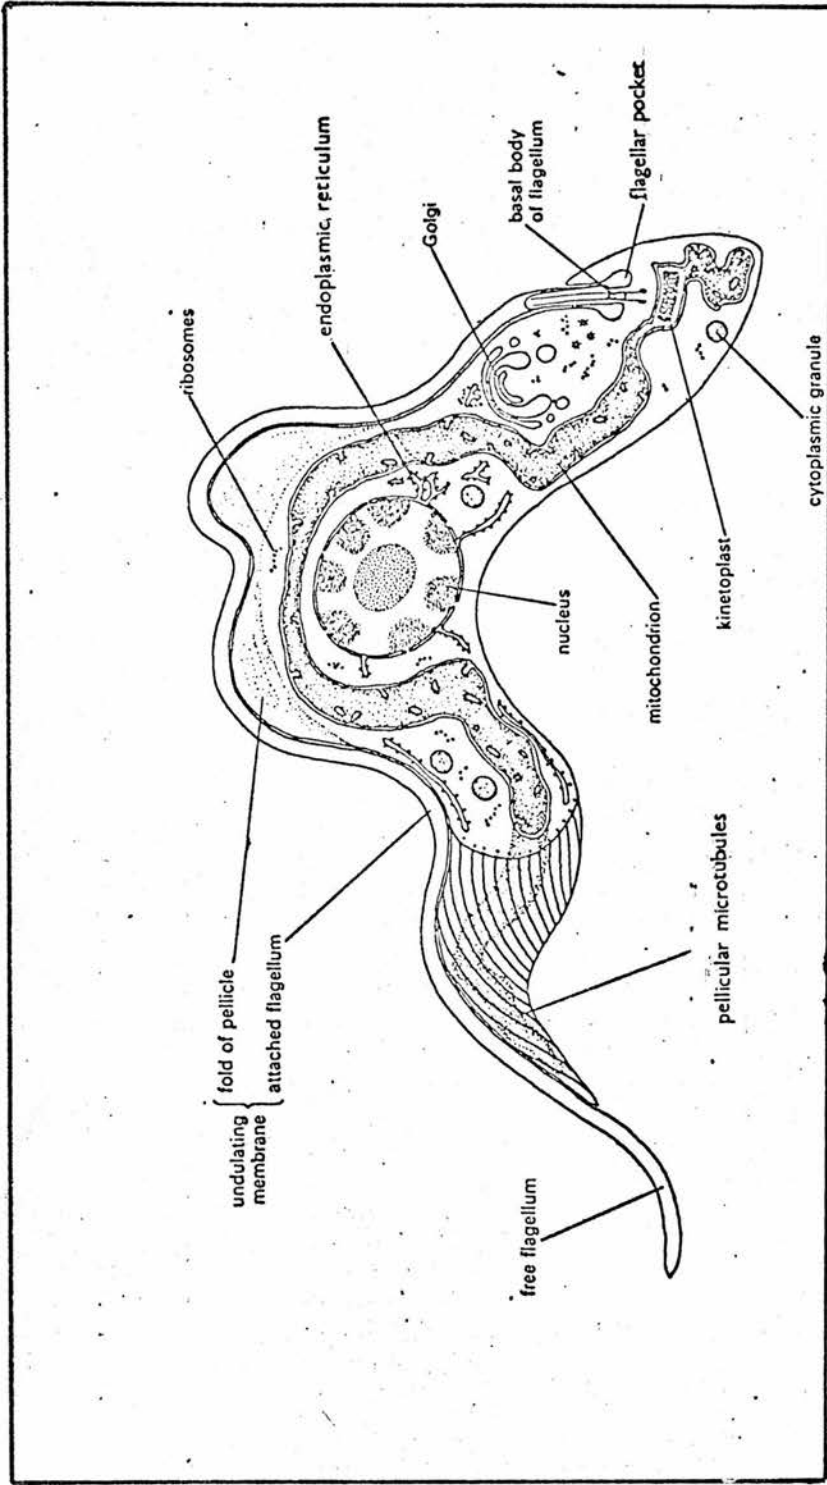 ribosomes
endoplasmic, reticulum
Golgi
basal body
of flagellum
flagellar pocket
undulating
membrane
fold of pellicle
attached flagellum
free flagellum
pellicular microtubules
mitochondrion
nucleus
kinetoplast
cytoplasmic granule